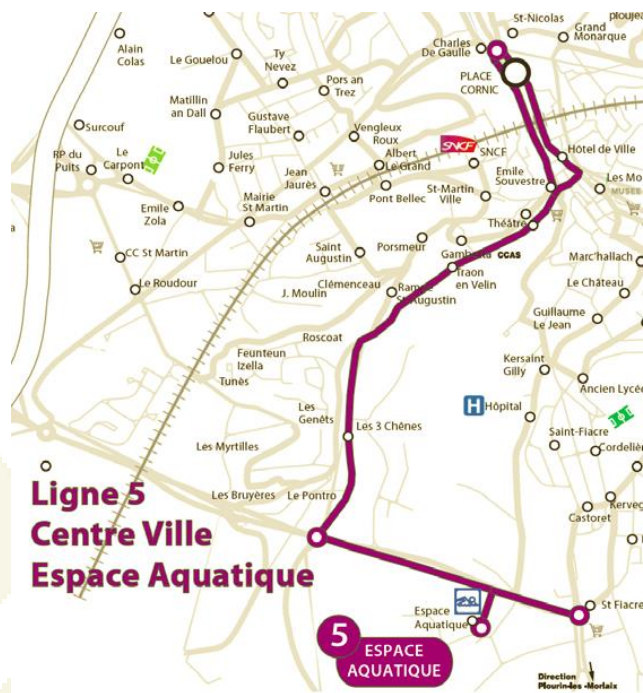 St-Nicolas
plouje
Grand
Monarque
Alain
Colas
Le Gouelou
Ty
Nevez
Charles
De Gaulle
PLACE
CORNIC
Pors an
Trez
Matillin
an Dall
Surcouf
Gustave
Flaubert
Vengleux
Roux
SNCF
SNCF
Hôtel de Ville
RP du
Puits
Le
Carpont
Jules
Ferry
Albert
Le Grand
Jean
Jaurès
Pont Bellec
St-Martin
Ville
Emile
Souvestre
Les Mo
MUSEE
Emile
Zola
Mairie
St Martin
Théâtre
CC St Martin
Saint
Augustin
Porsmeur
Gambetta
CCAS
Traon
en Velin
Marc'hallach
Le Roudour
J. Moulin
Clémenceau
St-Augustin
Le Château
Guillaume
Le Jean
Roscoat
Feunteun
Izella
Tunès
Kersaint
Gilly
Ancien Lycée
Les
Genêts
H
Hôpital
Les 3 Chênes
Saint-Fiacre
Cordeliè
Les Myrtilles
Les Bruyères
Le Pontro
Kerveg
Castoret
Ligne 5
Centre Ville
Espace Aquatique
St Fiacre
Espace
Aquatique
5
ESPACE
AQUATIQUE
Direction
Plourin-les-Morlaix